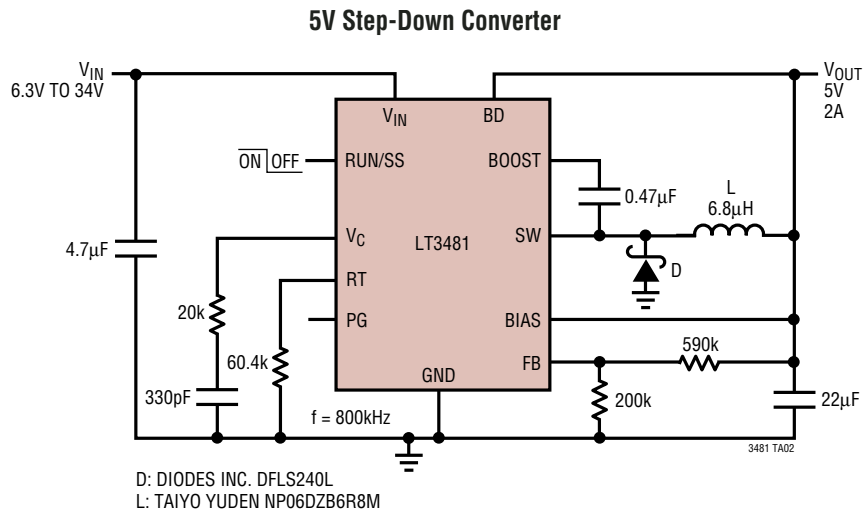 5V Step-Down Converter
VIN
6.3V TO 34V
VOUT
5V
2A
VIN
BD
ON OFF
RUN/SS
BOOST
0.47µF
L
6.8µH
4.7µF
VC
LT3481
SW
D
RT
20k
PG
BIAS
60.4k
590k
FB
GND
330pF
200k
22µF
f = 800kHz
3481 TA02
D: DIODES INC. DFLS240L
L: TAIYO YUDEN NP06DZB6R8M